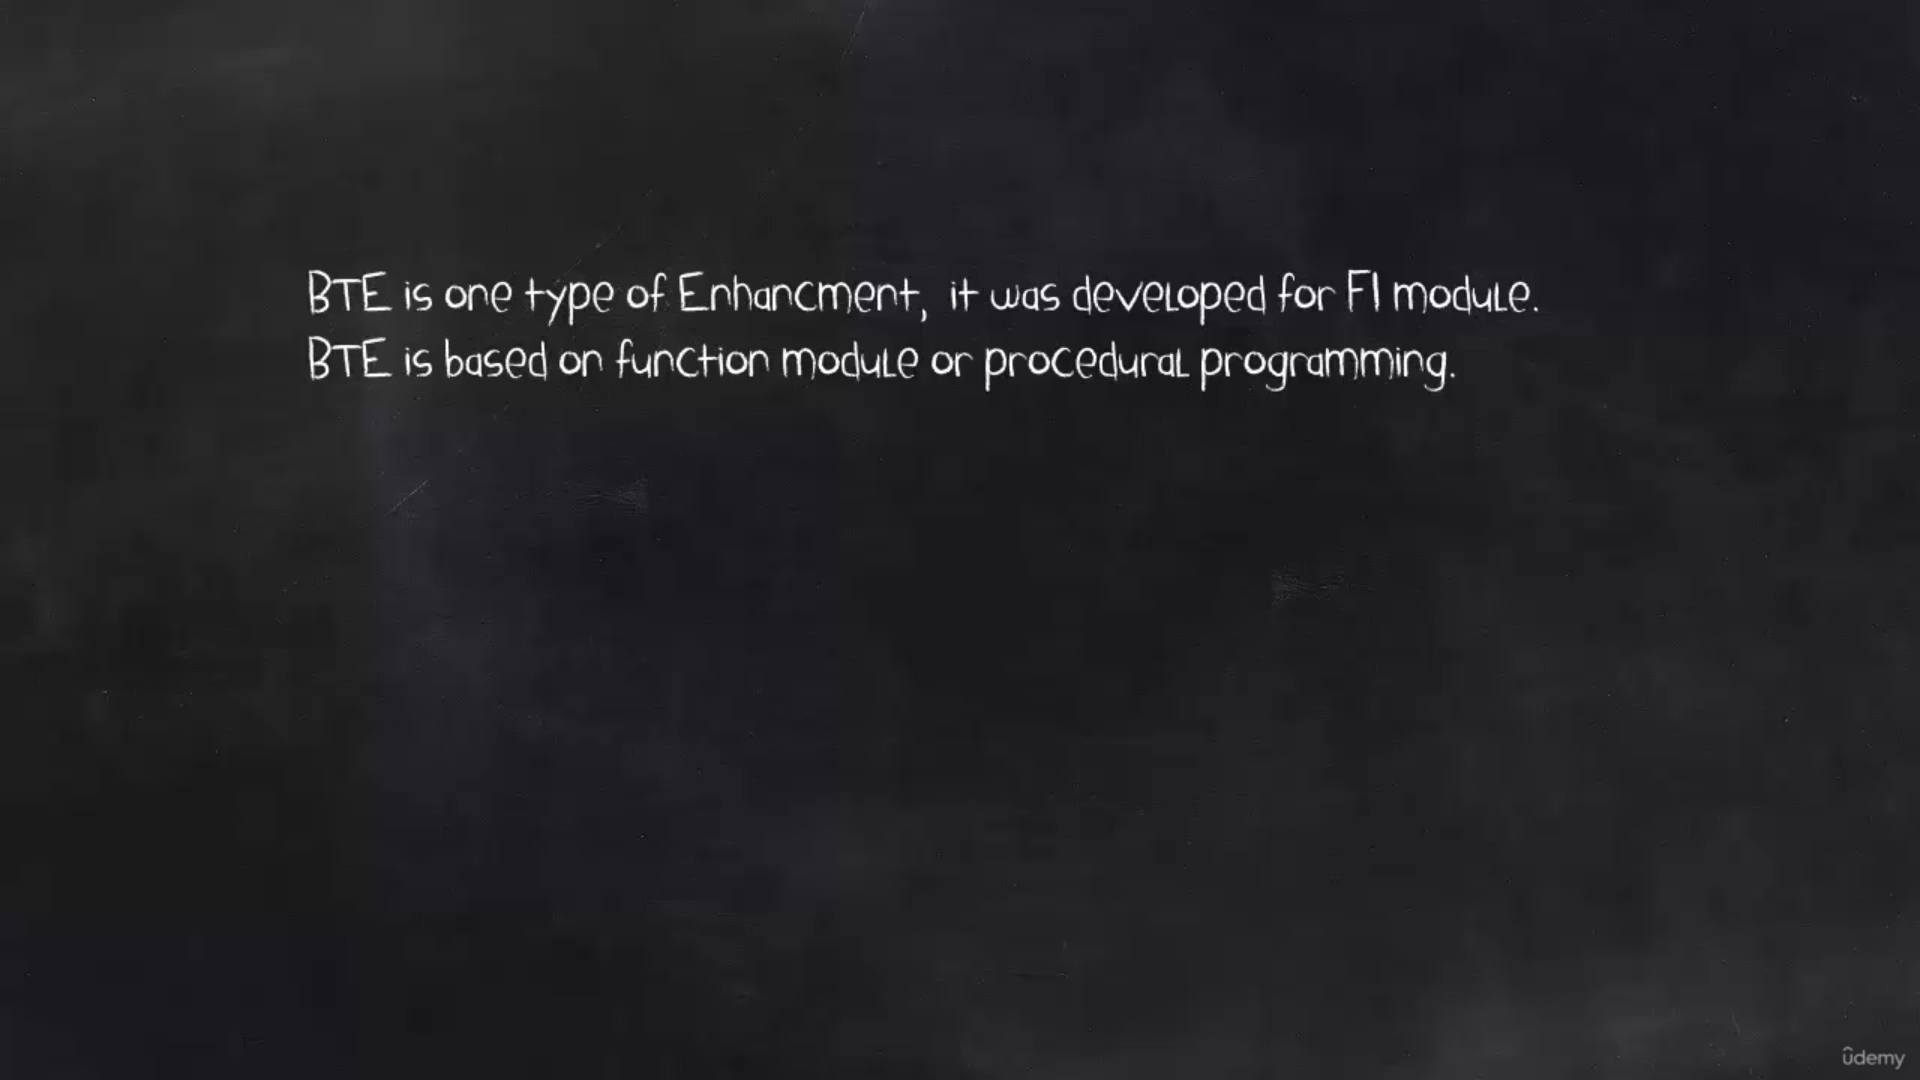 BTE is one type of Enhancment, it was developed for FI module.
BTE is based on function module or procedural programming.
ûdemy